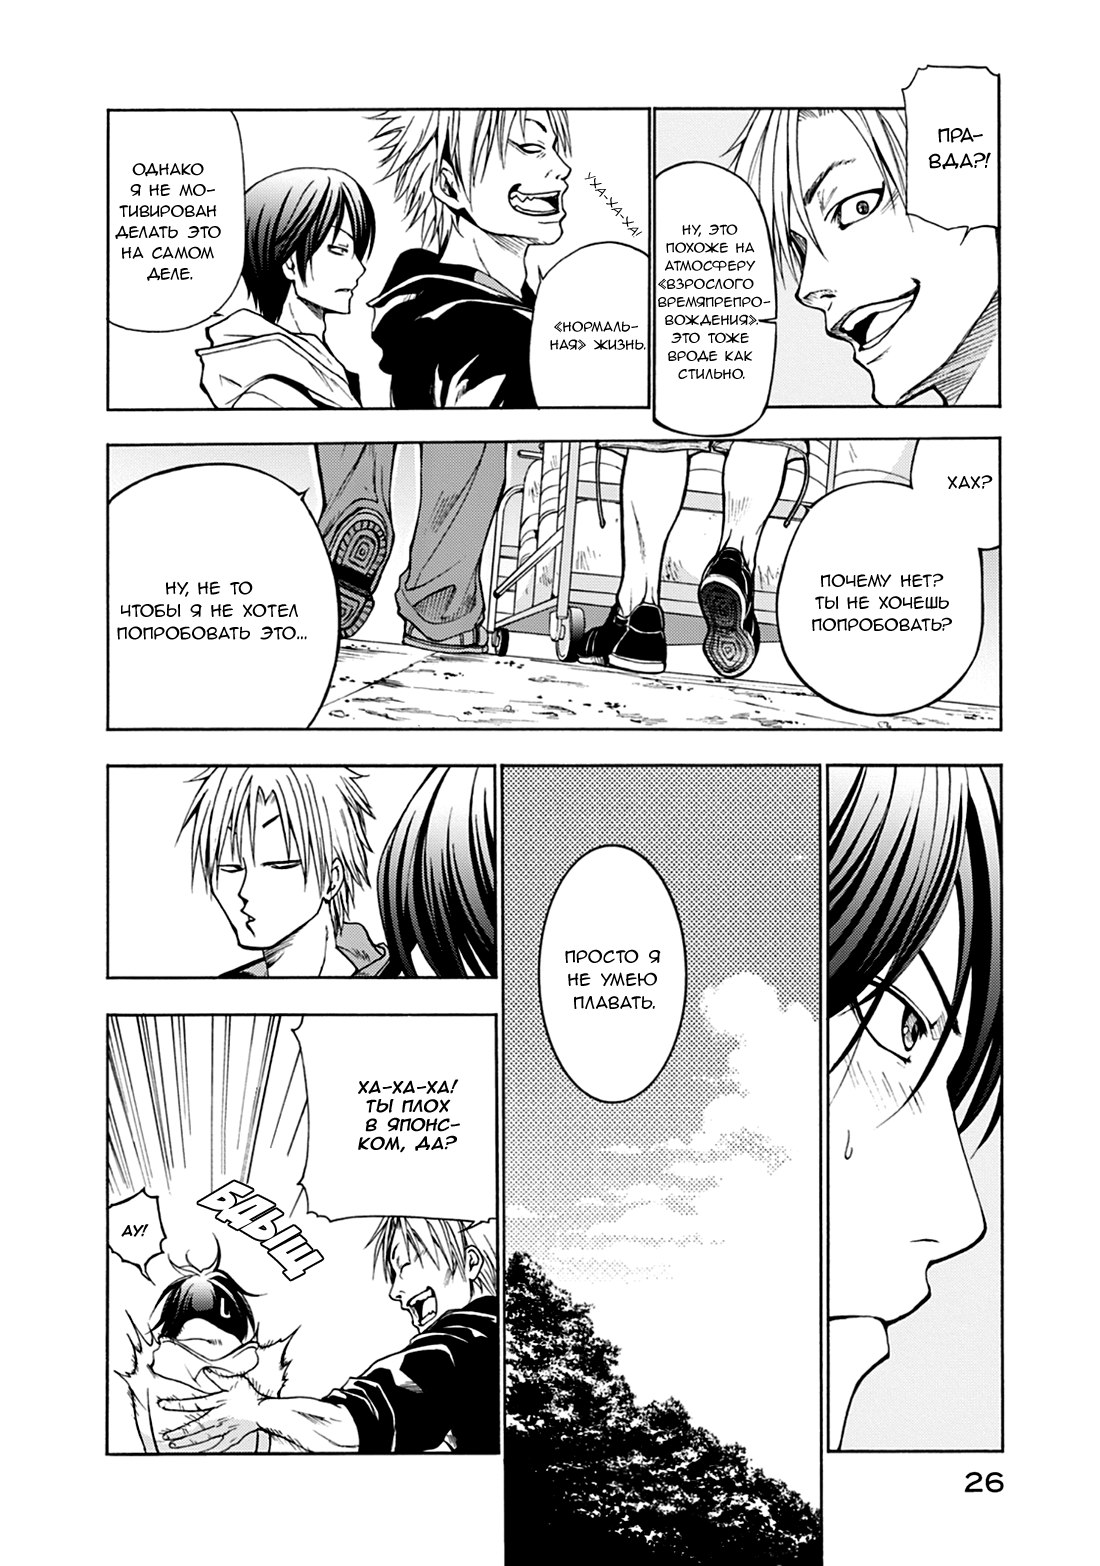 ПРА-
ВДА?!
НУ, ЭТО
ПОХОЖЕ НА
АТМОСФЕРУ
«ВЗРОСЛОГО
ВРЕМЯПРЕПРО-
ВОЖДЕНИЯ».
ЭТО ТОЖЕ
ВРОДЕ КАК
СТИЛЬНО.
УХА-ХА-ХА!
«НОРМАЛЬ-
НАЯ» ЖИЗНЬ.
ОДНАКО
Я НЕ МО-
ТИВИРОВАН
ДЕЛАТЬ ЭТО
НА САМОМ
ДЕЛЕ.
ХАХ?
ПОЧЕМУ НЕТ?
ТЫ НЕ ХОЧЕШЬ
ПОПРОБОВАТЬ?
НУ, НЕ ТО
ЧТОБЫ Я НЕ ХОТЕЛ
ПОПРОБОВАТЬ ЭТО...
ПРОСТО Я
НЕ УМЕЮ
ПЛАВАТЬ.
ХА-ХА-ХА!
ТЫ ПЛОХ
В ЯПОНС-
КОМ, ДА?
БДЫЩ
АУ!
26